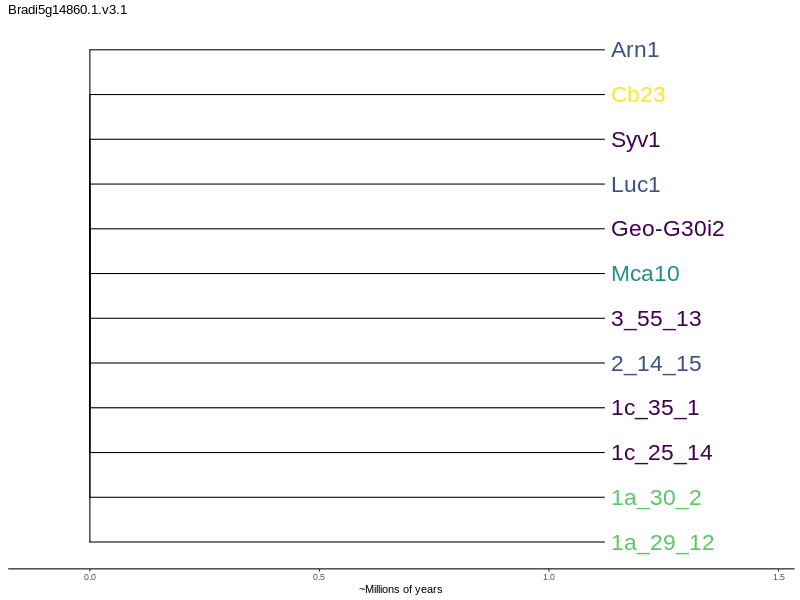 Bradi5g14860.1.v3.1
Arn1
Cb23
Syv1
Luc1
Geo-G30i2
Mca10
3_55_13
2_14_15
1c_35_1
1c_25_14
1a_30_2
1a_29_12
0.0 0.5 1.0 1.5
~Millions of years